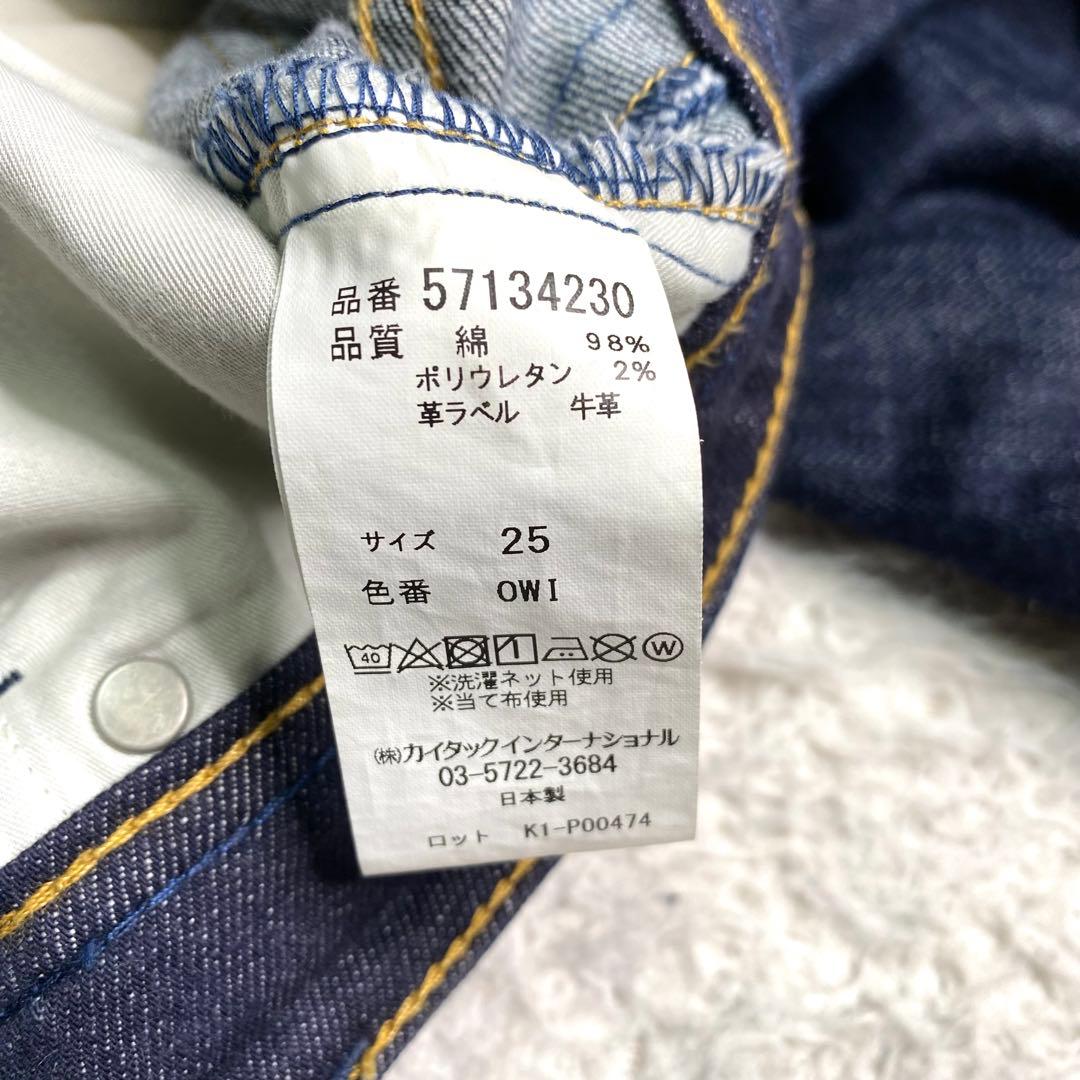 品番 57134230
品質 綿 98%
ポリウレタン 2%
革ラベル 牛革
サイズ 25
色番 OWI
40 W
※洗濯ネット使用
※当て布使用
(株)カイタックインターナショナル
03-5722-3684
日本製
ロット K1-P00474